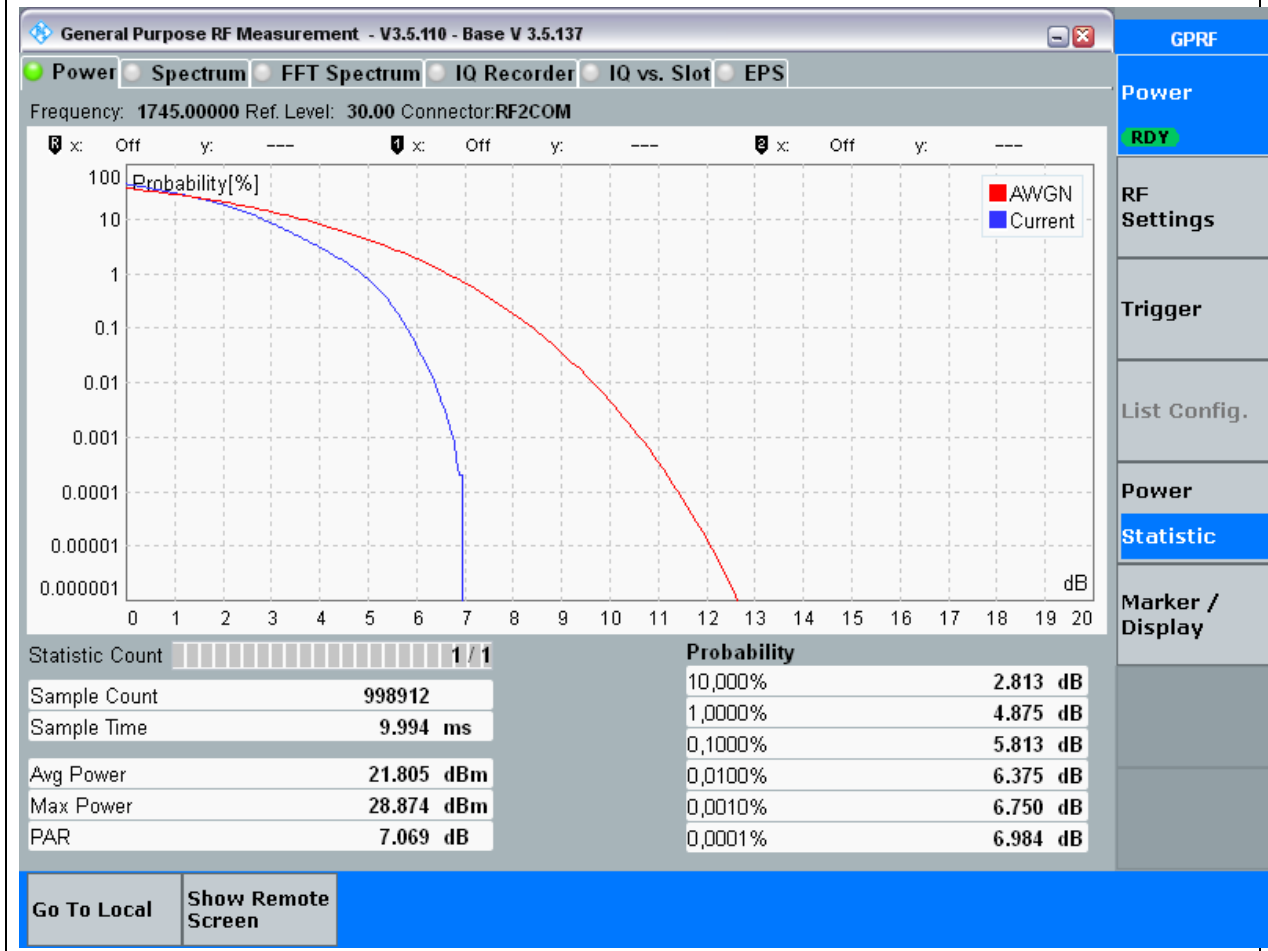 General Purpose RF Measurement - V3.5.110 - Base V 3.5.137
GPRF
Power Spectrum FFT Spectrum IQ Recorder IQ vs. Slot EPS
Frequency: 1745.00000 Ref. Level: 30.00 Connector:RF2COM
R x: Off y: --- 1 x: Off y: --- 2 x: Off y: ---
Probability[%]
100
10
1
0.1
0.01
0.001
0.0001
0.00001
0.000001
AWGN
Current
dB
0 1 2 3 4 5 6 7 8 9 10 11 12 13 14 15 16 17 18 19 20
Statistic Count 1 / 1
Sample Count 998912
Sample Time 9.994 ms
Avg Power 21.805 dBm
Max Power 28.874 dBm
PAR 7.069 dB
Probability
10,000% 2.813 dB
1,0000% 4.875 dB
0,1000% 5.813 dB
0,0100% 6.375 dB
0,0010% 6.750 dB
0,0001% 6.984 dB
Power
RDY
RF
Settings
Trigger
List Config.
Power
Statistic
Marker /
Display
Go To Local
Show Remote
Screen